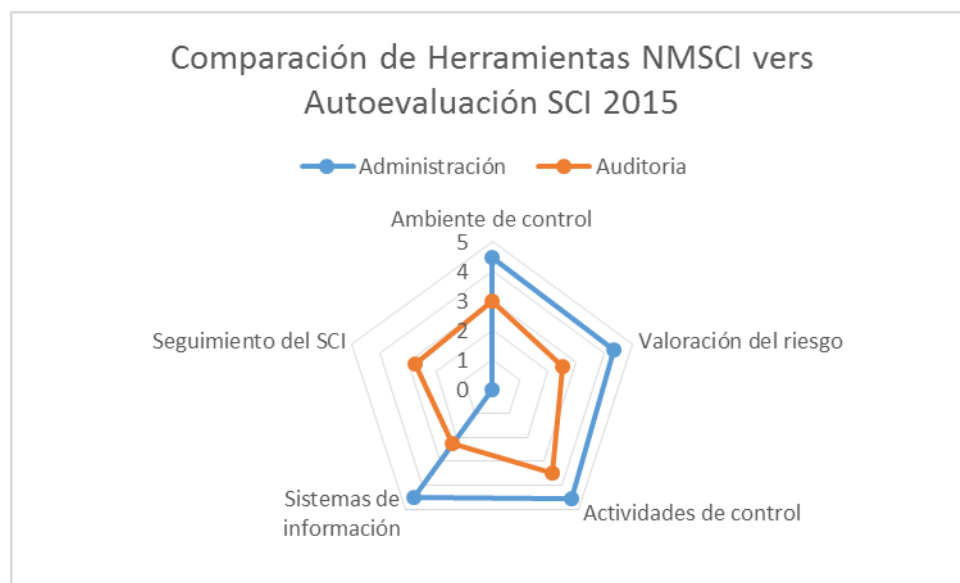 Comparación de Herramientas NMSCI vers
Autoevaluación SCI 2015
Administración
Auditoria
Ambiente de control
5
4
3
2
1
0
Seguimiento del SCI
Valoración del riesgo
Sistemas de
información
Actividades de control